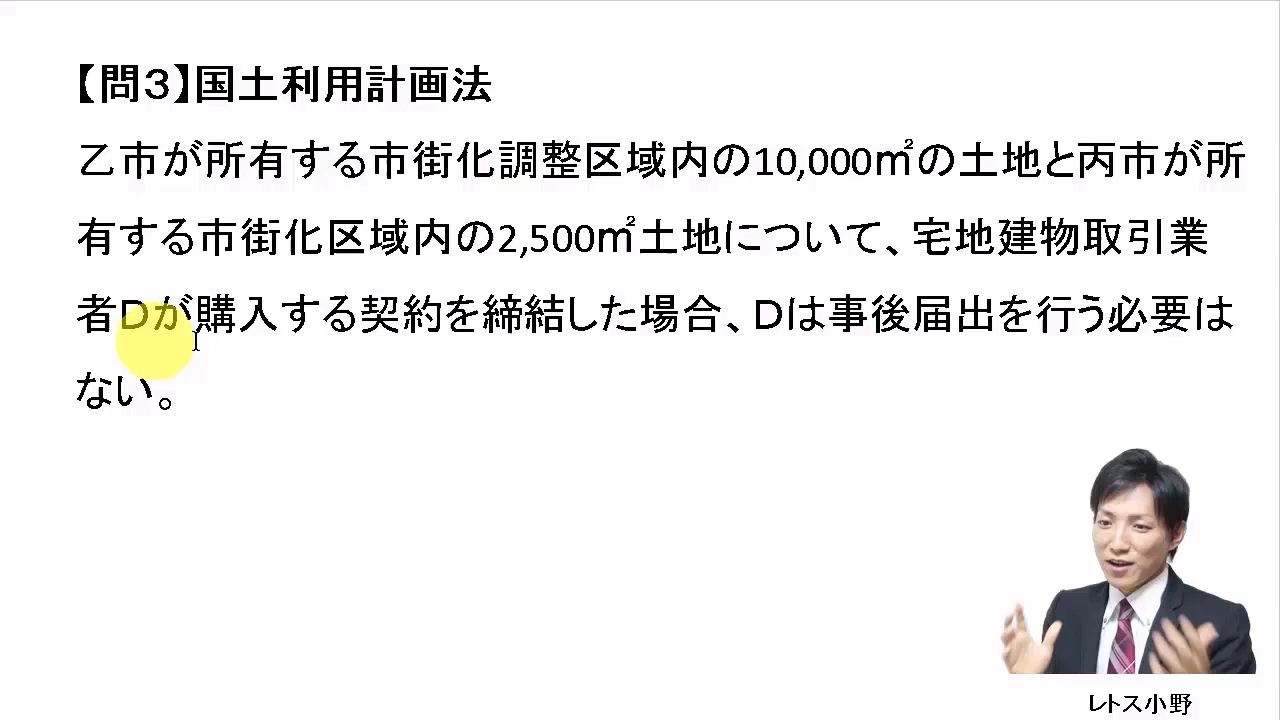 【問３】国土利用計画法
乙市が所有する市街化調整区域内の10,000㎡の土地と丙市が所
有する市街化区域内の2,500㎡土地について、宅地建物取引業
者Ｄが購入する契約を締結した場合、Ｄは事後届出を行う必要は
ない。
レトス小野